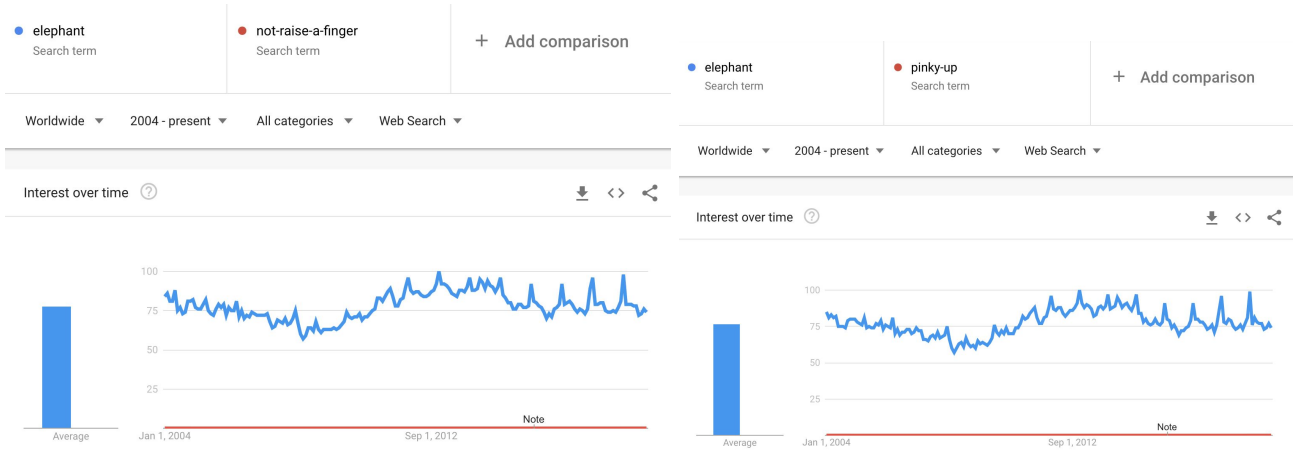 elephant
Search term
not-raise-a-finger
Search term
+ Add comparison
Worldwide
2004 - present
All categories
Web Search
Interest over time
?
100
75
50
25
Note
Average
Jan 1, 2004
Sep 1, 2012
elephant
Search term
pinky-up
Search term
+ Add comparison
Worldwide
2004 - present
All categories
Web Search
Interest over time
?
100
75
50
25
Note
Average
Jan 1, 2004
Sep 1, 2012